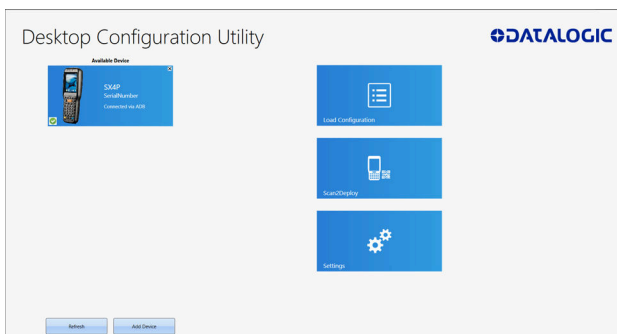 Desktop Configuration Utility
DATALOGIC
Available Device
SX4P
SerialNumber
Connected via ADB
Load Configuration
Scan2Deploy
Settings
Refresh
Add Device